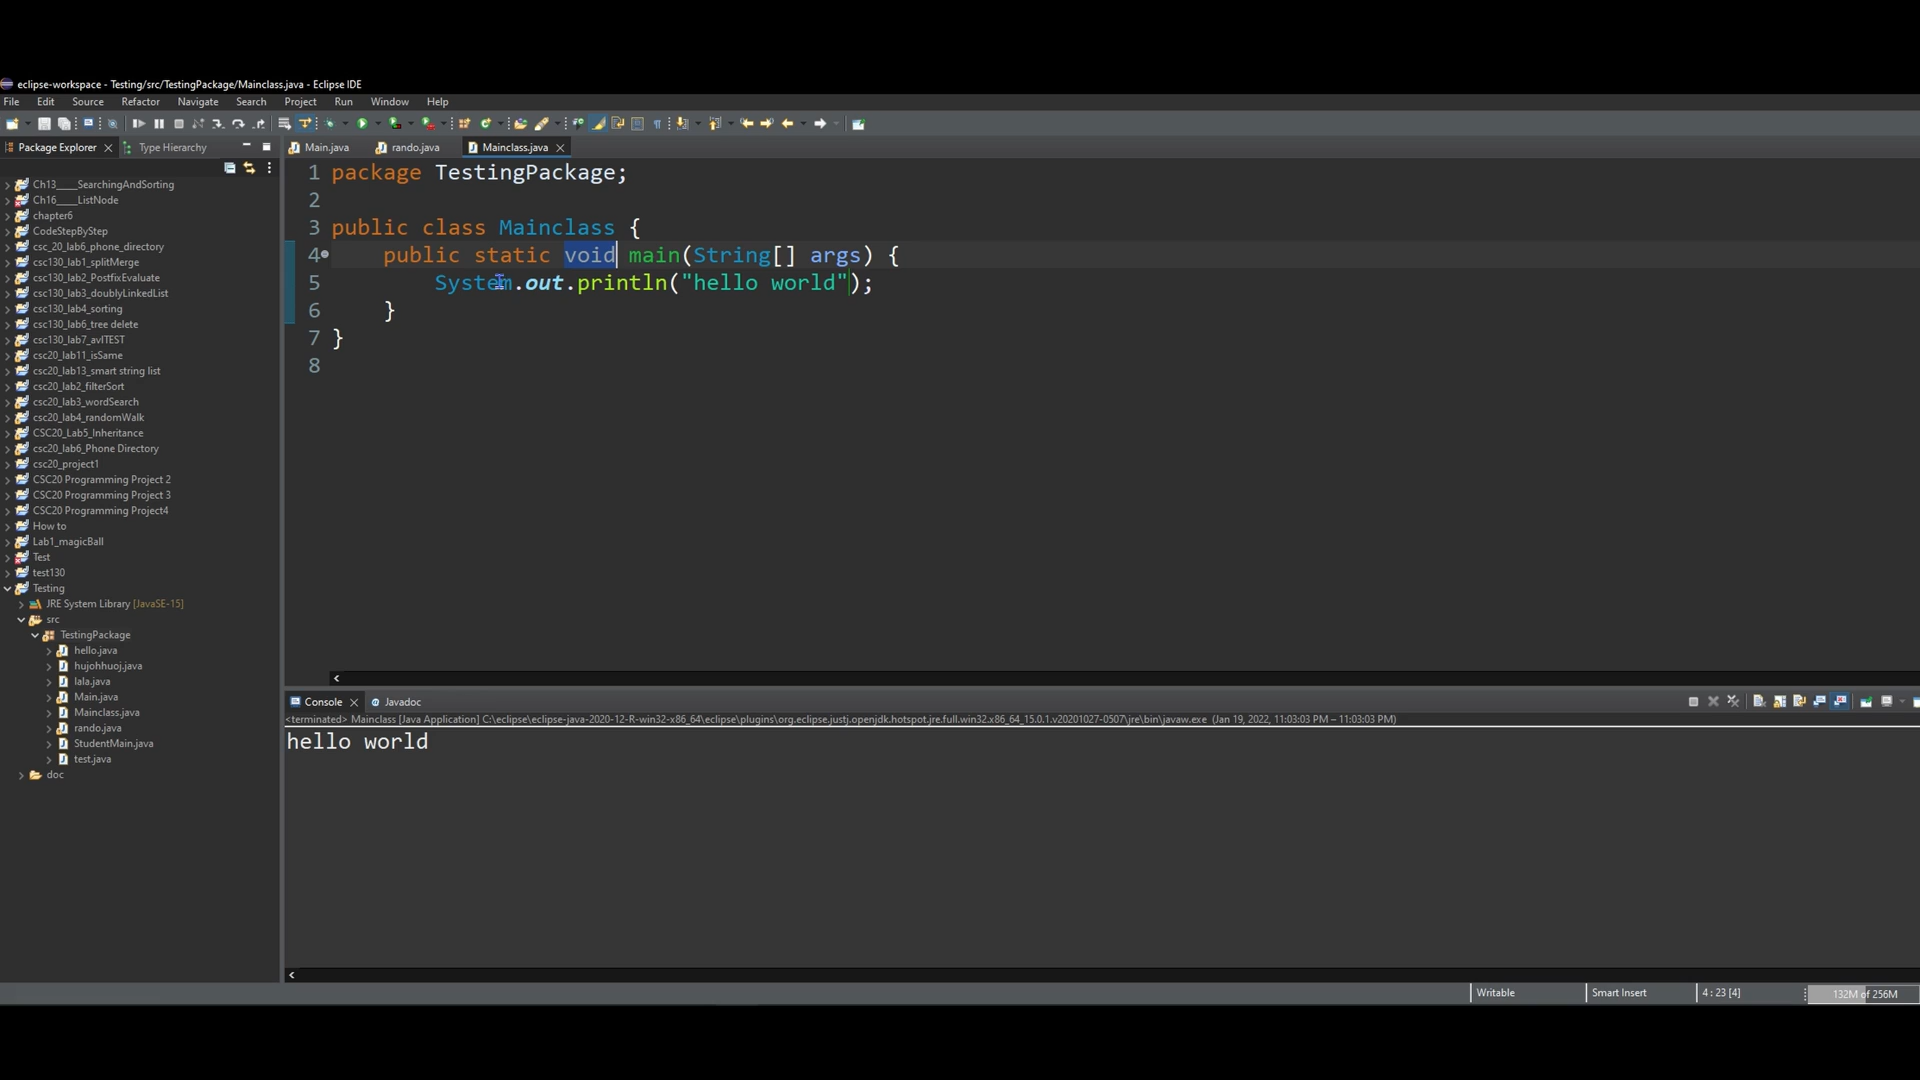 eclipse-workspace - Testing/src/TestingPackage/Mainclass.java - Eclipse IDE
File Edit Source Refactor Navigate Search Project Run Window Help
Package Explorer Type Hierarchy
Main.java rando.java Mainclass.java
Ch13____SearchingAndSorting
Ch16____ListNode
chapter6
CodeStepByStep
csc_20_lab6_phone_directory
csc130_lab1_splitMerge
csc130_lab2_PostfixEvaluate
csc130_lab3_doublyLinkedList
csc130_lab4_sorting
csc130_lab6_tree delete
csc130_lab7_avlTEST
csc20_lab11_isSame
csc20_lab13_smart string list
csc20_lab2_filterSort
csc20_lab3_wordSearch
csc20_lab4_randomWalk
CSC20_Lab5_Inheritance
csc20_lab6_Phone Directory
csc20_project1
CSC20 Programming Project 2
CSC20 Programming Project 3
CSC20 Programming Project4
How to
Lab1_magicBall
Test
test130
Testing
JRE System Library [JavaSE-15]
src
TestingPackage
hello.java
hujohhuoj.java
lala.java
Main.java
Mainclass.java
rando.java
StudentMain.java
test.java
doc
1 package TestingPackage;
2
3 public class Mainclass {
4 public static void main(String[] args) {
5 System.out.println("hello world");
6 }
7 }
8
Console Javadoc
<terminated> Mainclass [Java Application] C:\eclipse\eclipse-java-2020-12-R-win32-x86_64\eclipse\plugins\org.eclipse.justj.openjdk.hotspot.jre.full.win32.x86_64_15.0.1.v20201027-0507\jre\bin\javaw.exe (Jan 19, 2022, 11:03:03 PM – 11:03:03 PM)
hello world
Writable Smart Insert 4 : 23 [4] 132M of 256M